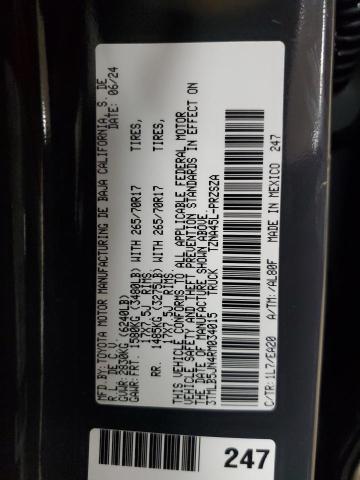 MFD.BY:TOYOTA MOTOR MANUFACTURING DE BAJA CALIFORNIA, S. DE
R. L. DE C. V. DATE: 06/24
GVWR: 2830KG (6240LB)
GAWR: FRT. 1580KG (3480LB) WITH 265/70R17 TIRES,
17X7.5J RIMS
RR. 1485KG (3275LB) WITH 265/70R17 TIRES,
17X7.5J RIMS
THIS VEHICLE CONFORMS TO ALL APPLICABLE FEDERAL MOTOR
VEHICLE SAFETY AND THEFT PREVENTION STANDARDS IN EFFECT ON
THE DATE OF MANUFACTURE SHOWN ABOVE.
3TMLB5JN4RM034015 TRUCK TZNA45L-PRZSZA
C/TR:1L7/EA20 A/TM:/AL80F MADE IN MEXICO 247
247